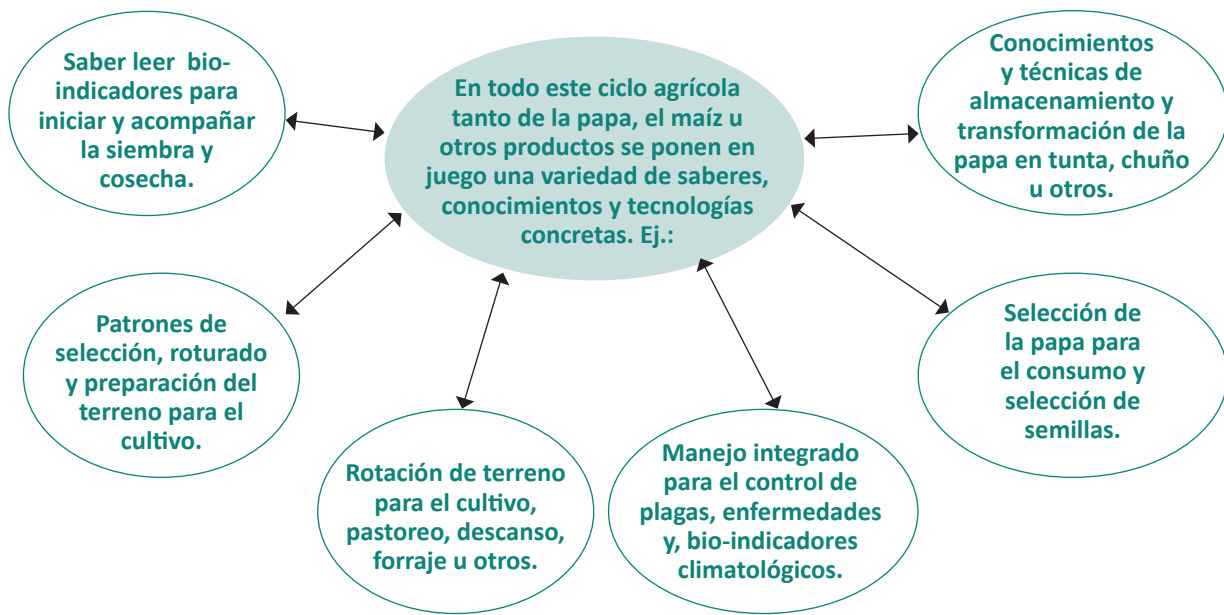 Saber leer bio-
indicadores para
iniciar y acompañar
la siembra y
cosecha.
En todo este ciclo agrícola
tanto de la papa, el maíz u
otros productos se ponen en
juego una variedad de saberes,
conocimientos y tecnologías
concretas. Ej.:
Conocimientos
y técnicas de
almacenamiento y
transformación de la
papa en tunta, chuño
u otros.
Patrones de
selección, roturado
y preparación del
terreno para el
cultivo.
Rotación de terreno
para el cultivo,
pastoreo, descanso,
forraje u otros.
Manejo integrado
para el control de
plagas, enfermedades
y, bio-indicadores
climatológicos.
Selección de
la papa para
el consumo y
selección de
semillas.